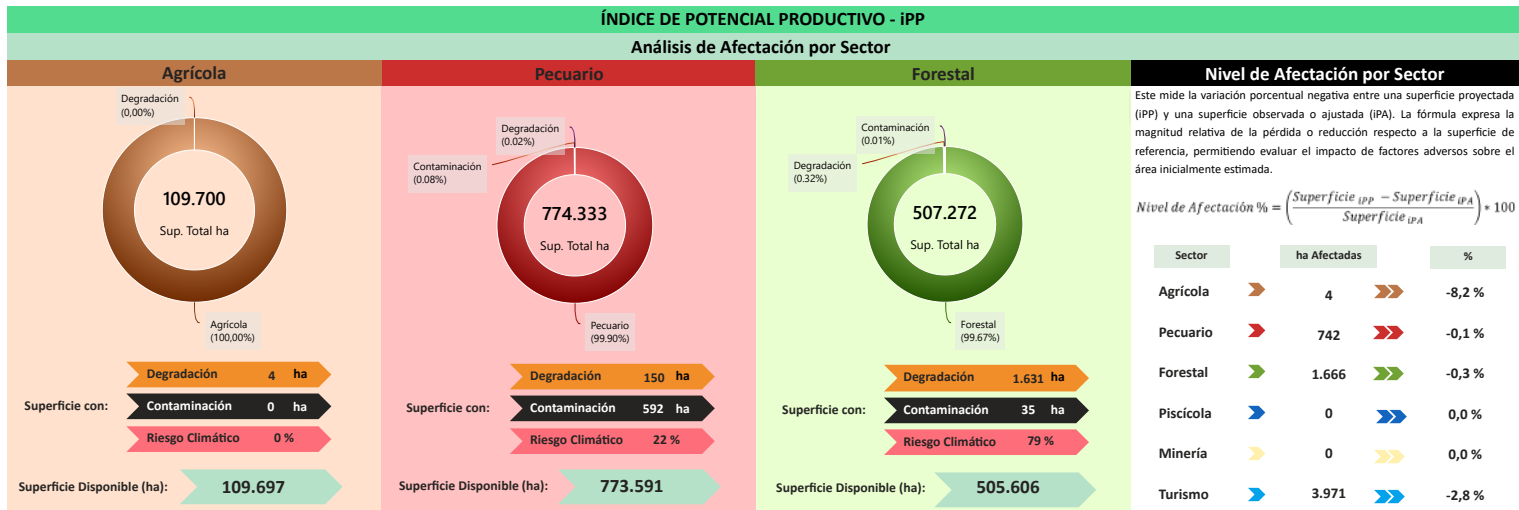 ÍNDICE DE POTENCIAL PRODUCTIVO - iPP
Análisis de Afectación por Sector
Agrícola
Degradación
(0,00%)
109.700
Sup. Total ha
Agrícola
(100,00%)
Superficie con:
Degradación 4 ha
Contaminación 0 ha
Riesgo Climático 0 %
Superficie Disponible (ha): 109.697
Pecuario
Degradación
(0.02%)
Contaminación
(0.08%)
774.333
Sup. Total ha
Pecuario
(99.90%)
Superficie con:
Degradación 150 ha
Contaminación 592 ha
Riesgo Climático 22 %
Superficie Disponible (ha): 773.591
Forestal
Contaminación
(0.01%)
Degradación
(0.32%)
507.272
Sup. Total ha
Forestal
(99.67%)
Superficie con:
Degradación 1.631 ha
Contaminación 35 ha
Riesgo Climático 79 %
Superficie Disponible (ha): 505.606
Nivel de Afectación por Sector
Este mide la variación porcentual negativa entre una superficie proyectada
(iPP) y una superficie observada o ajustada (iPA). La fórmula expresa la
magnitud relativa de la pérdida o reducción respecto a la superficie de
referencia, permitiendo evaluar el impacto de factores adversos sobre el
área inicialmente estimada.
Nivel de Afectación % = (Superficie iPP − Superficie iPA / Superficie iPA) * 100
Sector ha Afectadas %
Agrícola 4 -8,2 %
Pecuario 742 -0,1 %
Forestal 1.666 -0,3 %
Piscícola 0 0,0 %
Minería 0 0,0 %
Turismo 3.971 -2,8 %